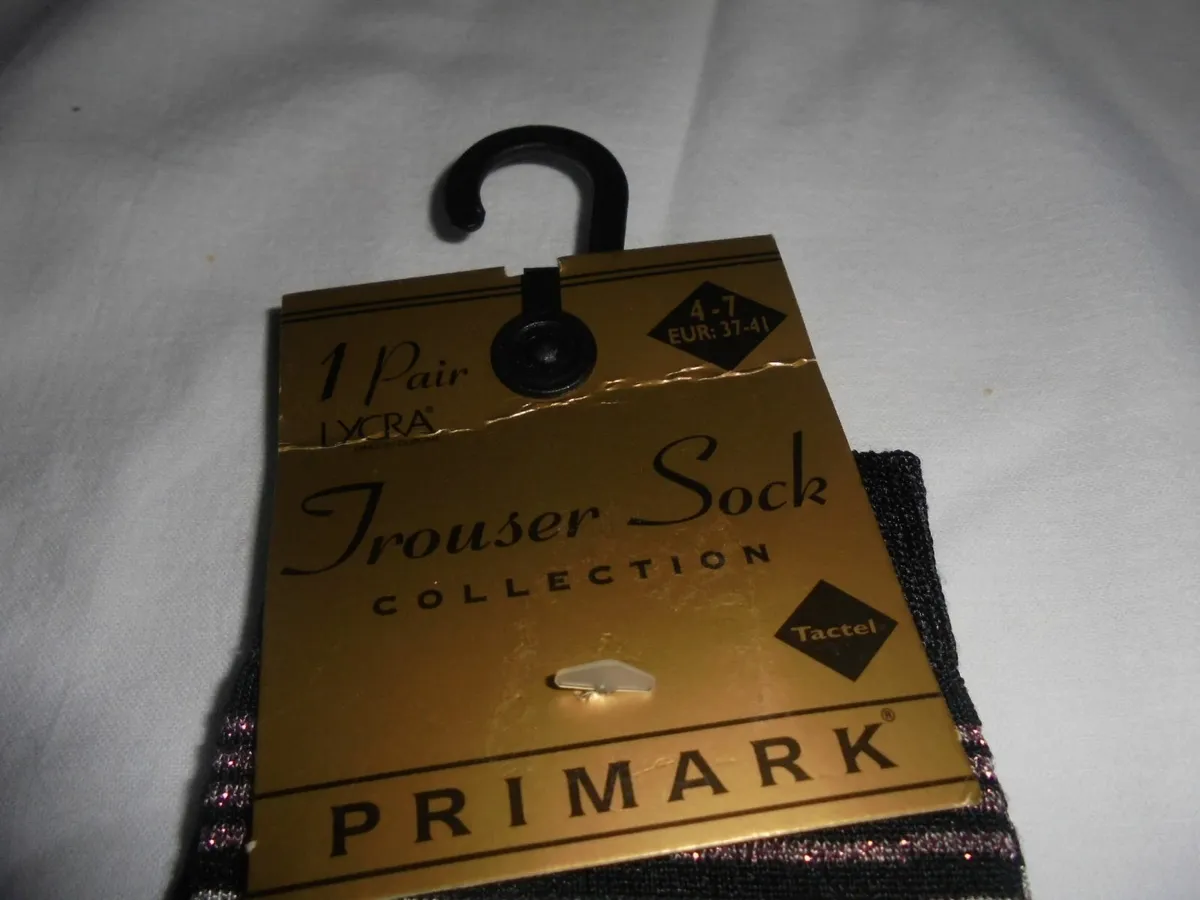 4-7
EUR: 37-41
1 Pair
LYCRA®
Trouser Sock
COLLECTION
Tactel
PRIMARK®